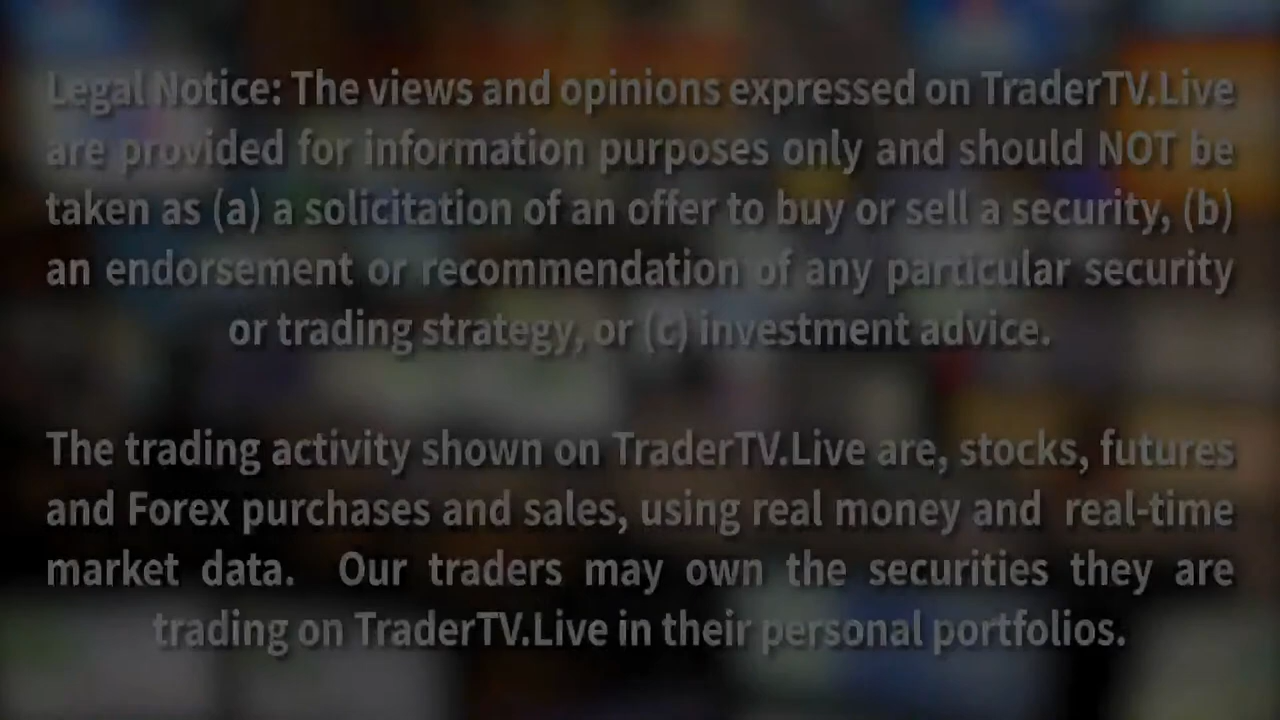 Legal Notice: The views and opinions expressed on TraderTV.Live
are provided for information purposes only and should NOT be
taken as (a) a solicitation of an offer to buy or sell a security, (b)
an endorsement or recommendation of any particular security
or trading strategy, or (c) investment advice.
The trading activity shown on TraderTV.Live are, stocks, futures
and Forex purchases and sales, using real money and real-time
market data. Our traders may own the securities they are
trading on TraderTV.Live in their personal portfolios.